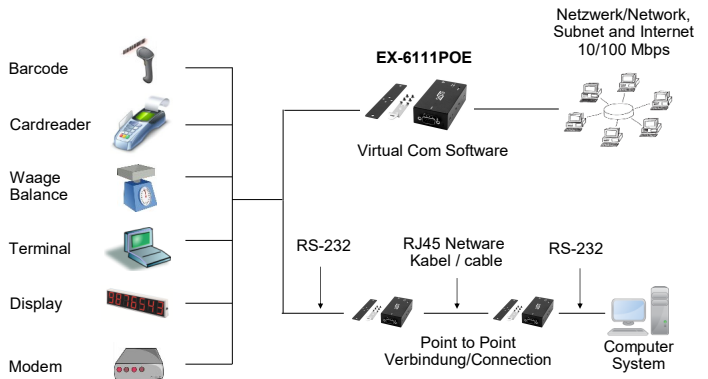 Netzwerk/Network,
Subnet and Internet
10/100 Mbps
EX-6111POE
Virtual Com Software
Barcode
Cardreader
Waage
Balance
Terminal
Display
Modem
RS-232
RJ45 Netware
Kabel / cable
RS-232
Point to Point
Verbindung/Connection
Computer
System